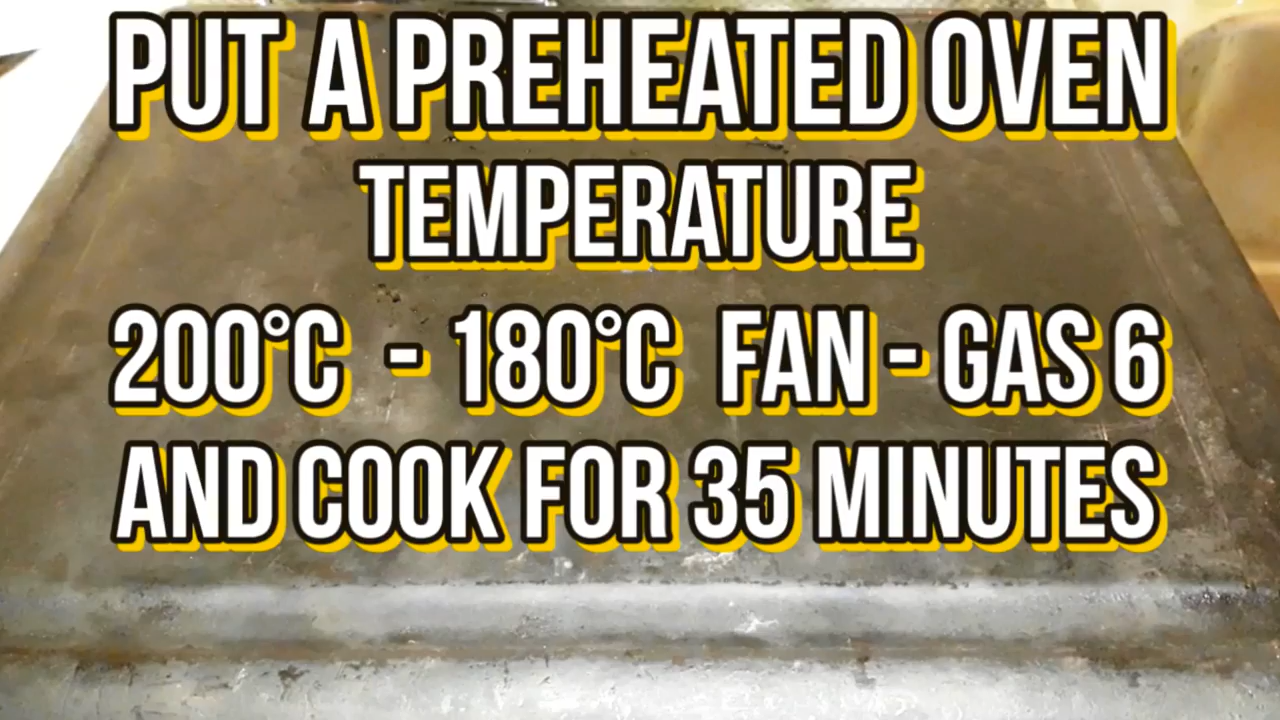 PUT A PREHEATED OVEN
TEMPERATURE
200°C - 180°C FAN - GAS 6
AND COOK FOR 35 MINUTES